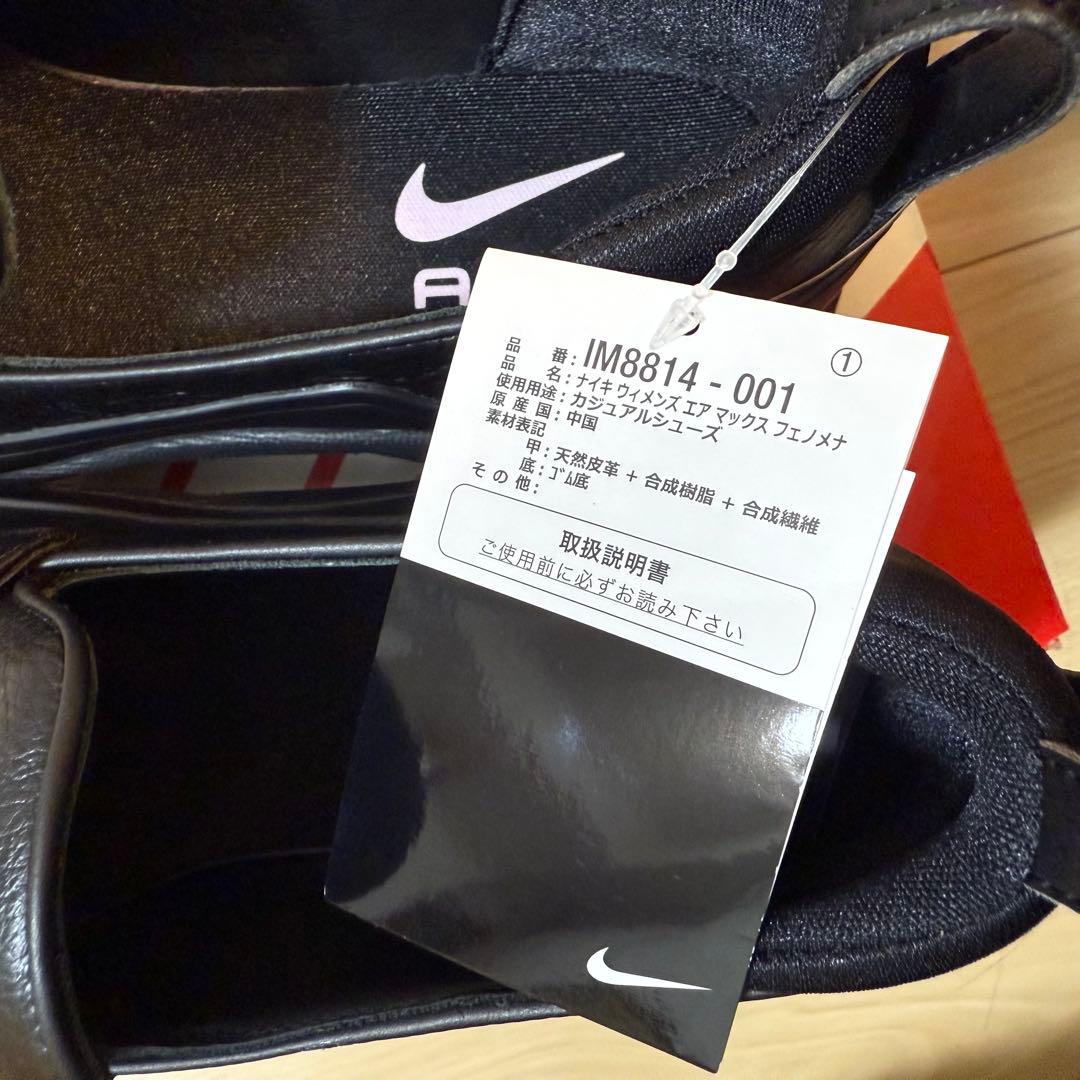 品番：IM8814 - 001
①
品名：ナイキ ウィメンズ エア マックス フェノメナ
使用用途：カジュアルシューズ
原産国：中国
素材表記
甲：天然皮革 + 合成樹脂 + 合成繊維
底：ゴム底
その他：
取扱説明書
ご使用前に必ずお読み下さい